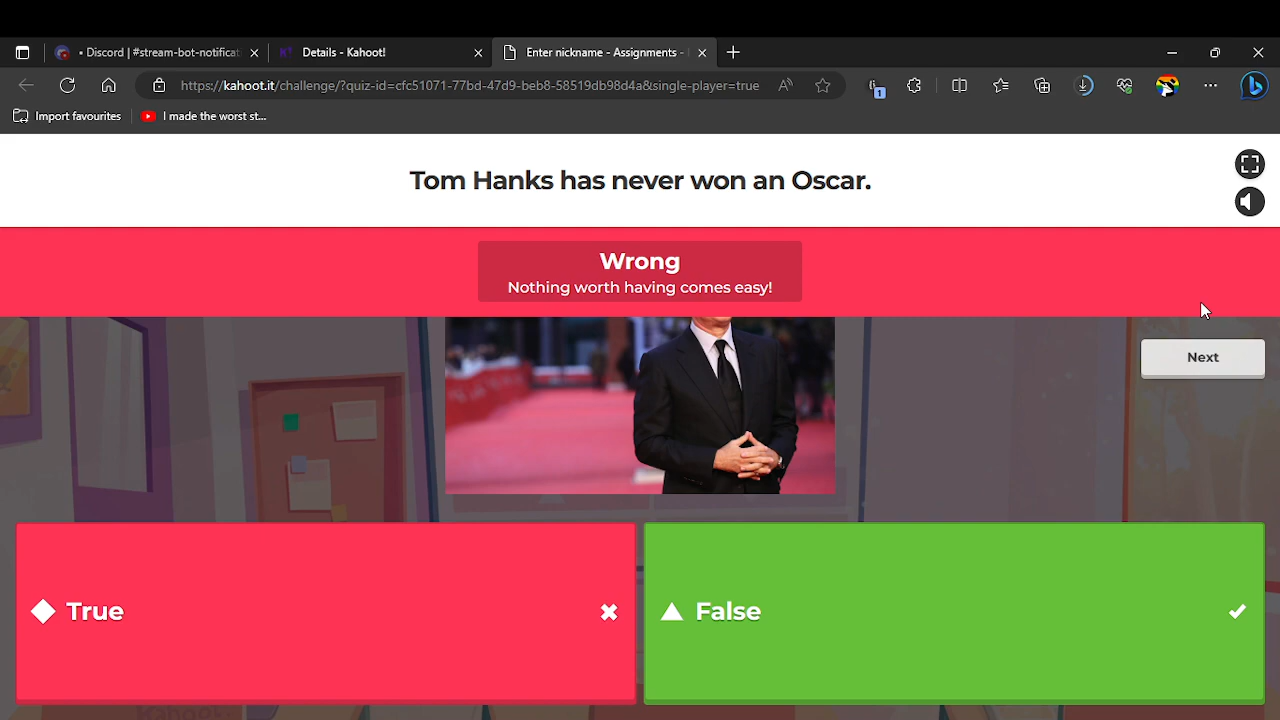 • Discord | #stream-bot-notificat
Details - Kahoot!
Enter nickname - Assignments -
https://kahoot.it/challenge/?quiz-id=cfc51071-77bd-47d9-beb8-58519db98d4a&single-player=true
1
Import favourites
I made the worst st...
Tom Hanks has never won an Oscar.
Wrong
Nothing worth having comes easy!
Next
True
False
Kahoot!